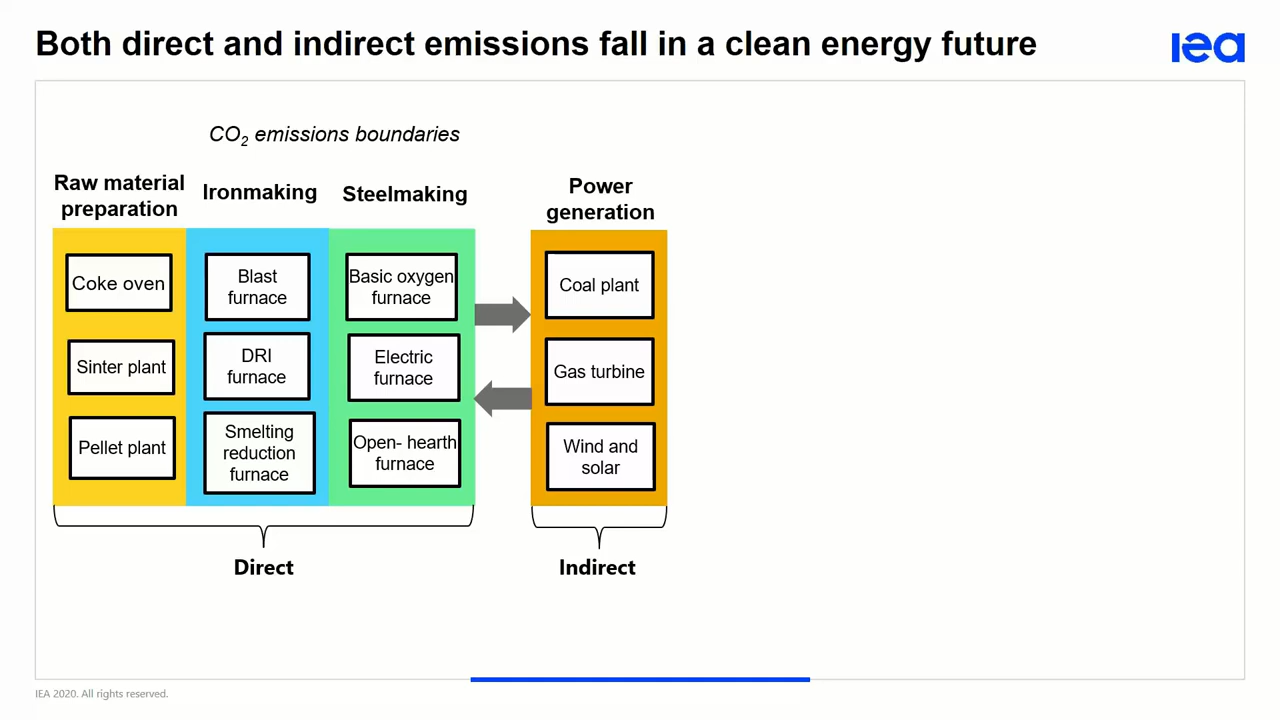 Both direct and indirect emissions fall in a clean energy future
iea
CO2 emissions boundaries
Raw material
preparation
Ironmaking
Steelmaking
Power
generation
Coke oven
Sinter plant
Pellet plant
Blast
furnace
DRI
furnace
Smelting
reduction
furnace
Basic oxygen
furnace
Electric
furnace
Open- hearth
furnace
Coal plant
Gas turbine
Wind and
solar
Direct
Indirect
IEA 2020. All rights reserved.